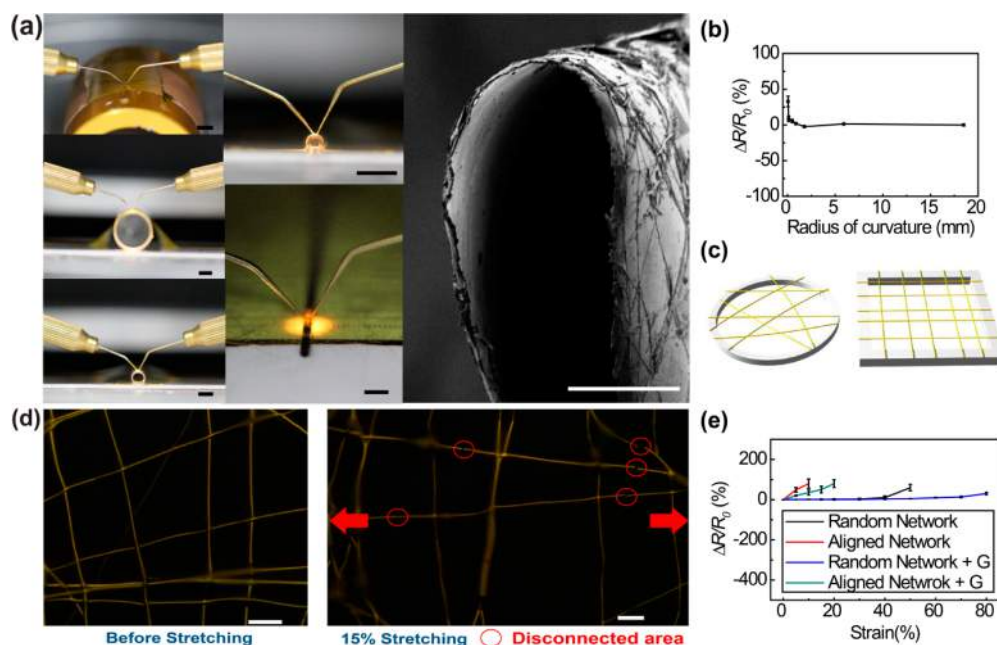 (a)
(b)
100
50
0
-50
-100
ΔR/R0 (%)
0 5 10 15 20
Radius of curvature (mm)
(c)
(d)
Before Stretching
15% Stretching Disconnected area
(e)
200
0
-200
-400
ΔR/R0 (%)
Random Network
Aligned Network
Random Network + G
Aligned Netwrok + G
0 20 40 60 80
Strain(%)